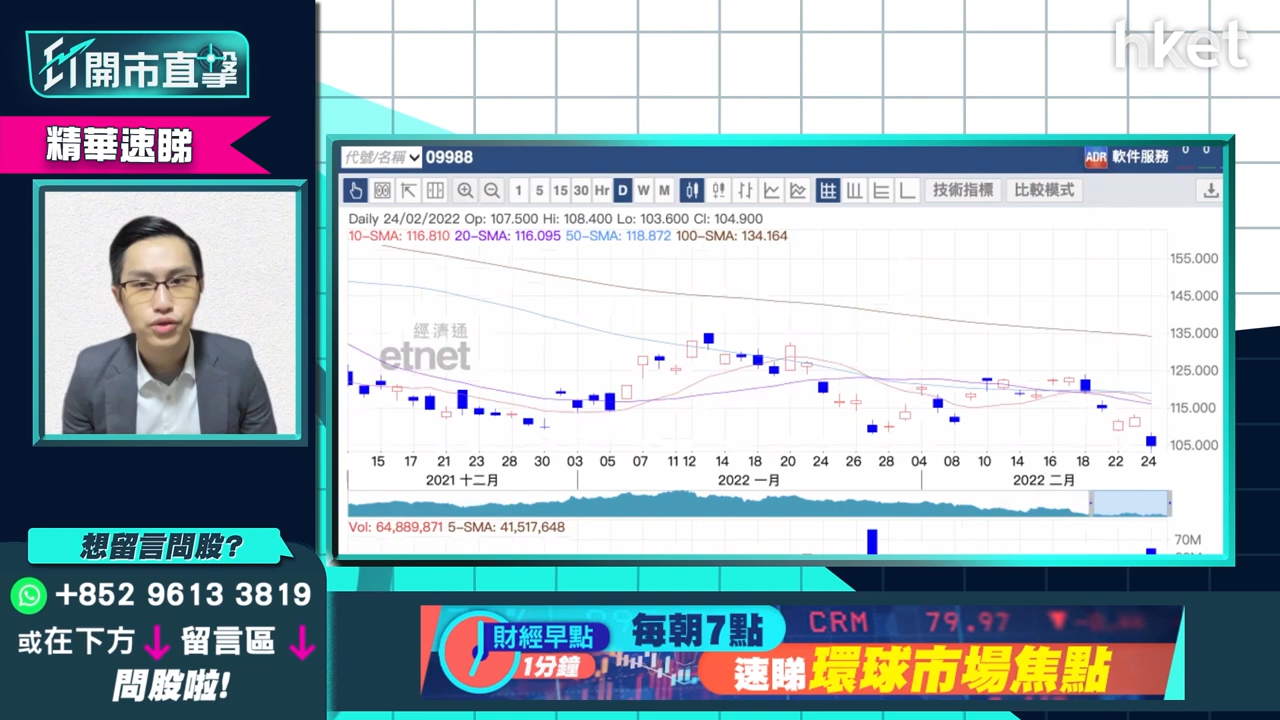 hket
ET開市直擊
精華速睇
代號/名稱 09988
ADR 軟件服務 0 0
1 5 15 30 Hr D W M 技術指標 比較模式
Daily 24/02/2022 Op: 107.500 Hi: 108.400 Lo: 103.600 Cl: 104.900
10-SMA: 116.810 20-SMA: 116.095 50-SMA: 118.872 100-SMA: 134.164
155.000
145.000
135.000
125.000
115.000
105.000
經濟通
etnet
15 17 21 23 28 30 03 05 07 11 12 14 18 20 24 26 28 04 08 10 14 16 18 22 24
2021 十二月 2022 一月 2022 二月
Vol: 64,889,871 5-SMA: 41,517,648
70M
想留言問股?
+852 9613 3819
或在下方 留言區
問股啦!
財經早點
1分鐘
每朝7點
速睇環球市場焦點
CRM 79.97